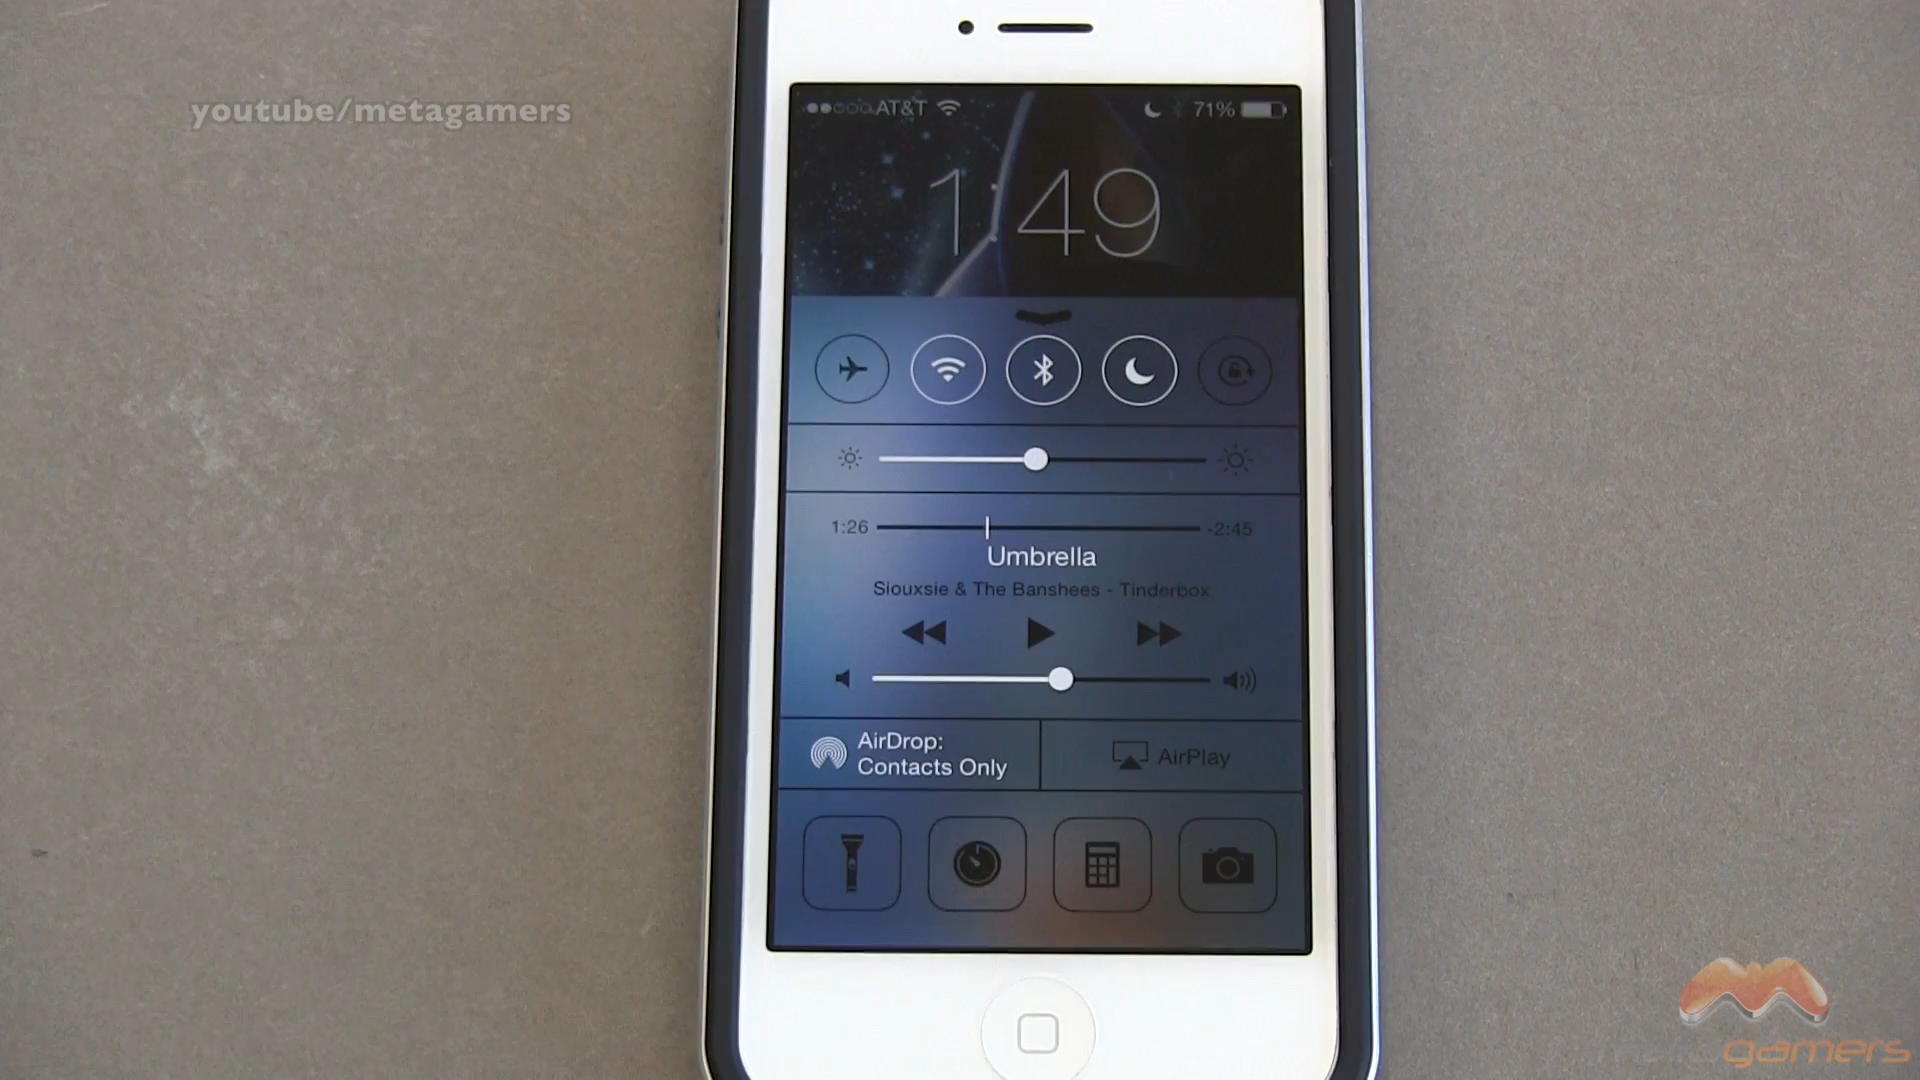 youtube/metagamers
AT&T 71%
1:49
1:26 -2:45
Umbrella
Siouxsie & The Banshees - Tinderbox
AirDrop:
Contacts Only
AirPlay
gamers